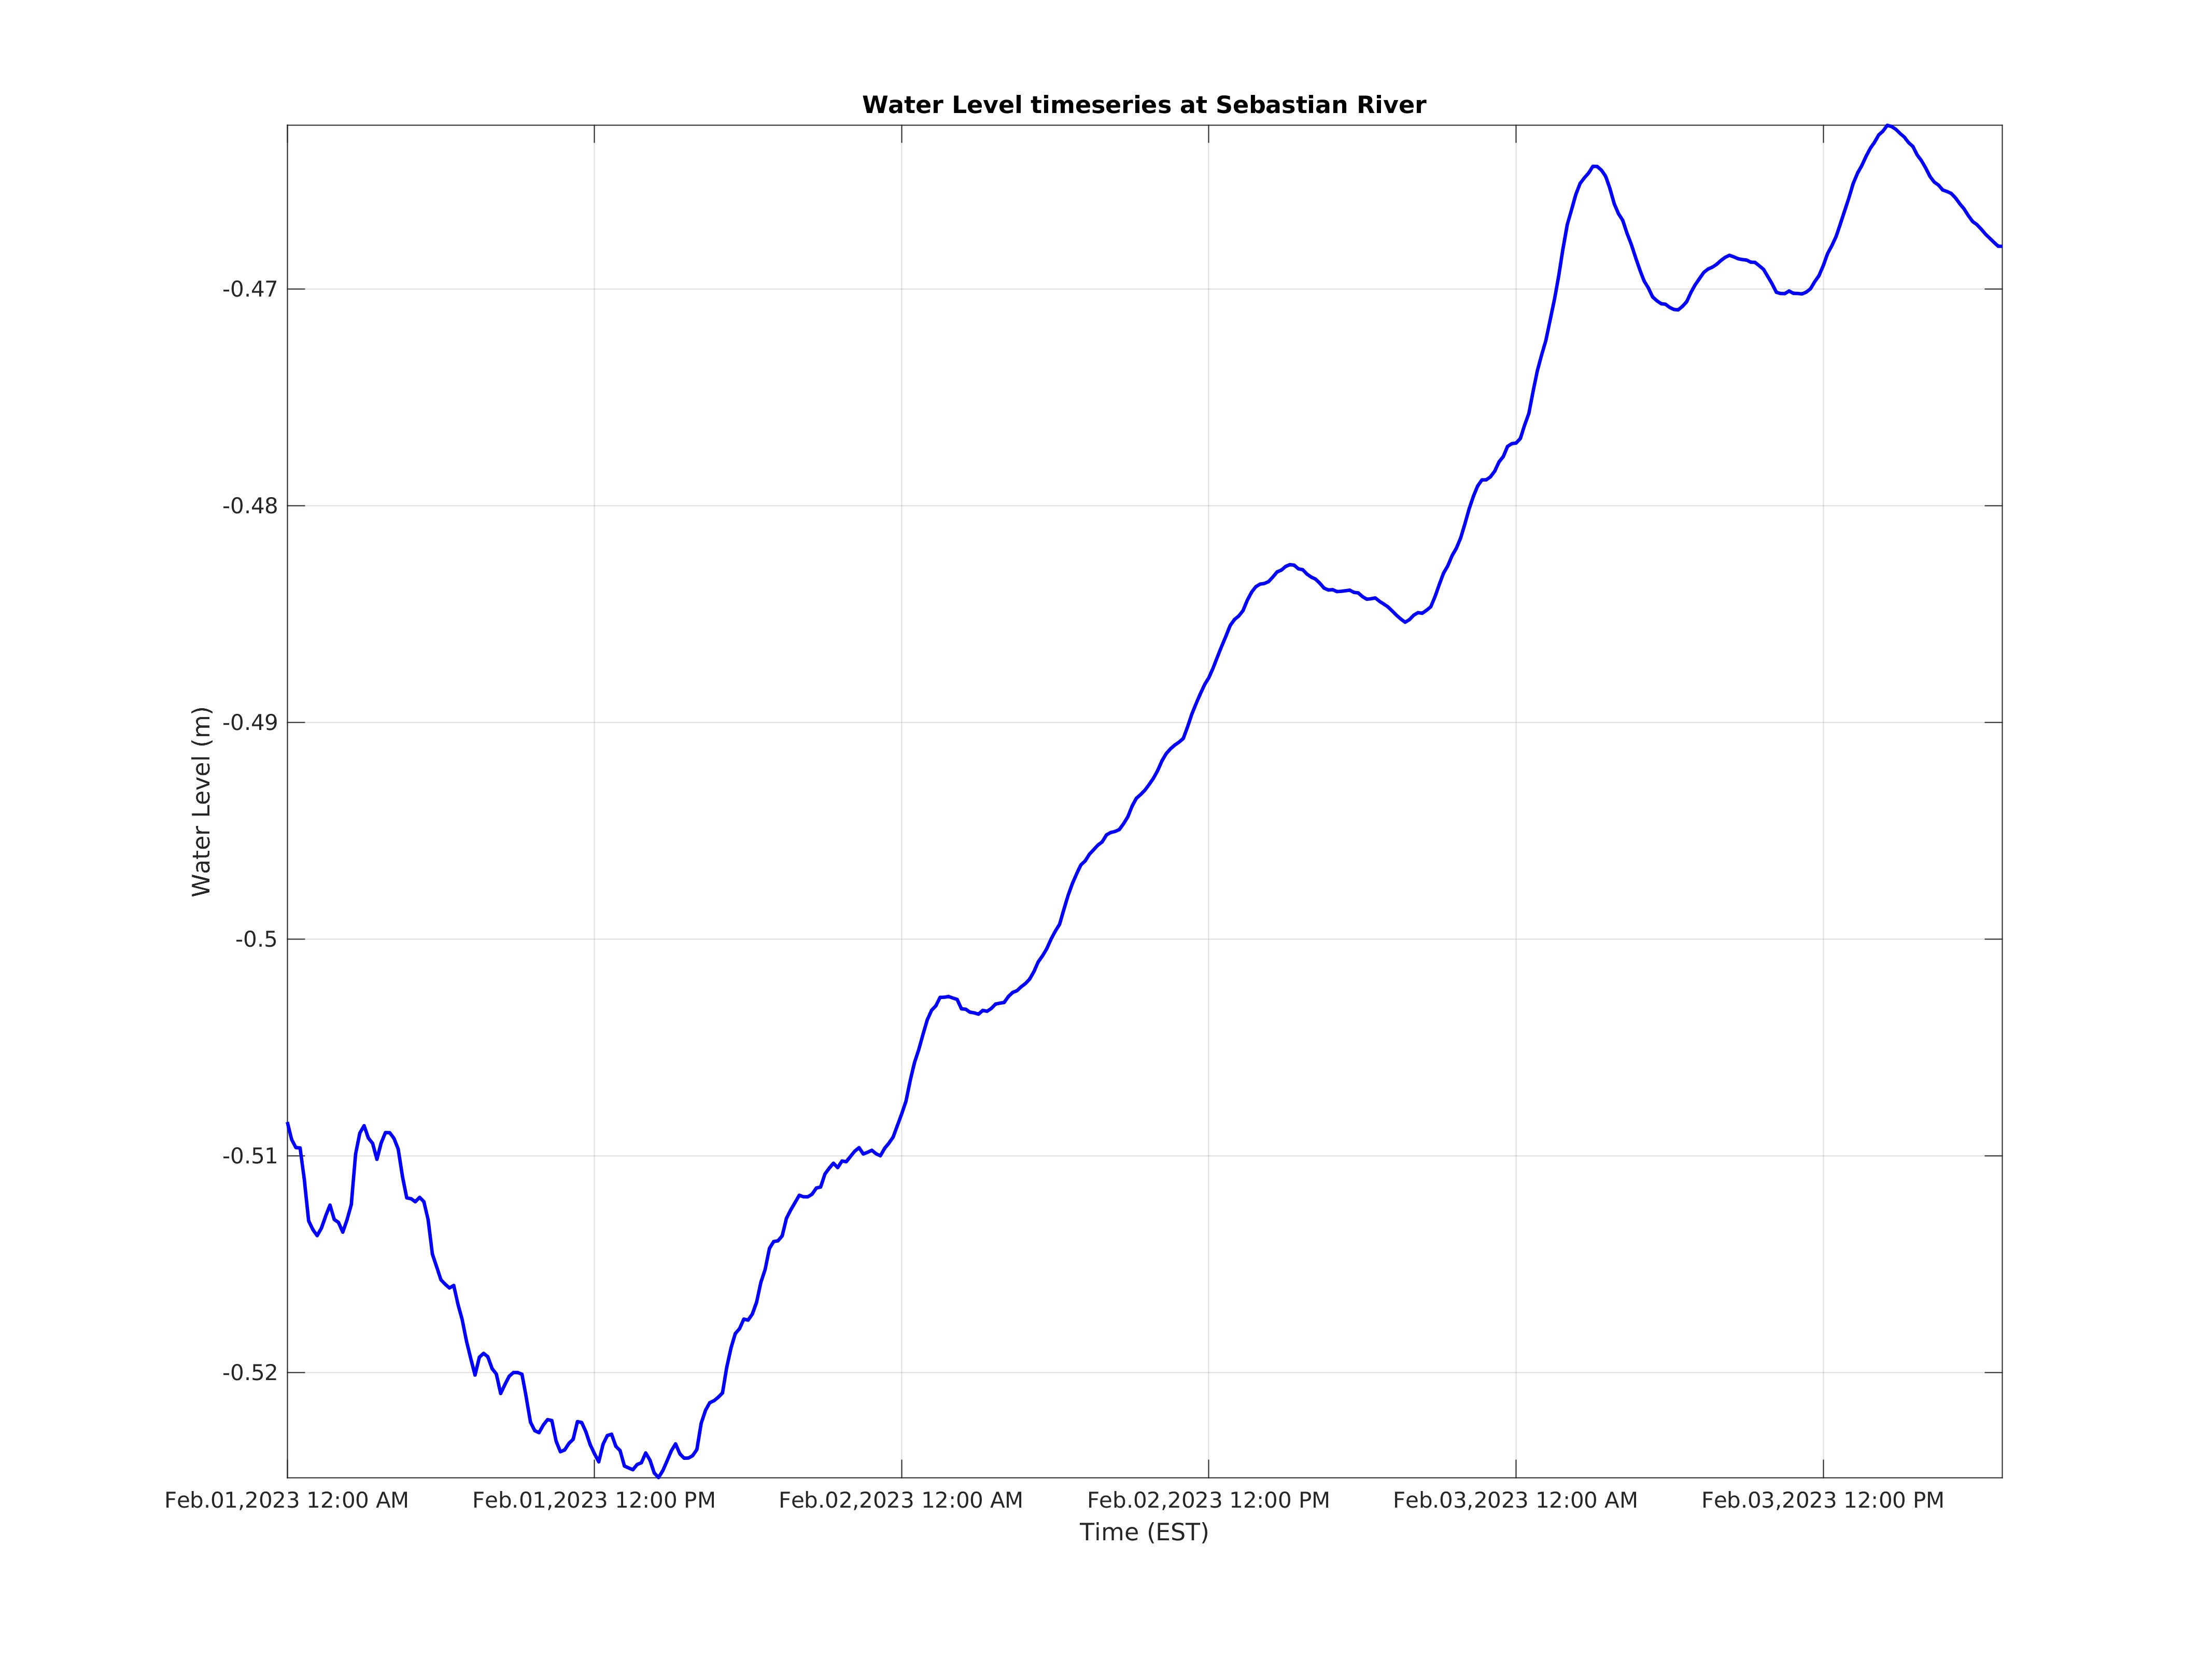 Water Level timeseries at Sebastian River
-0.47
-0.48
-0.49
-0.5
-0.51
-0.52
Water Level (m)
Feb.01,2023 12:00 AM Feb.01,2023 12:00 PM Feb.02,2023 12:00 AM Feb.02,2023 12:00 PM Feb.03,2023 12:00 AM Feb.03,2023 12:00 PM
Time (EST)